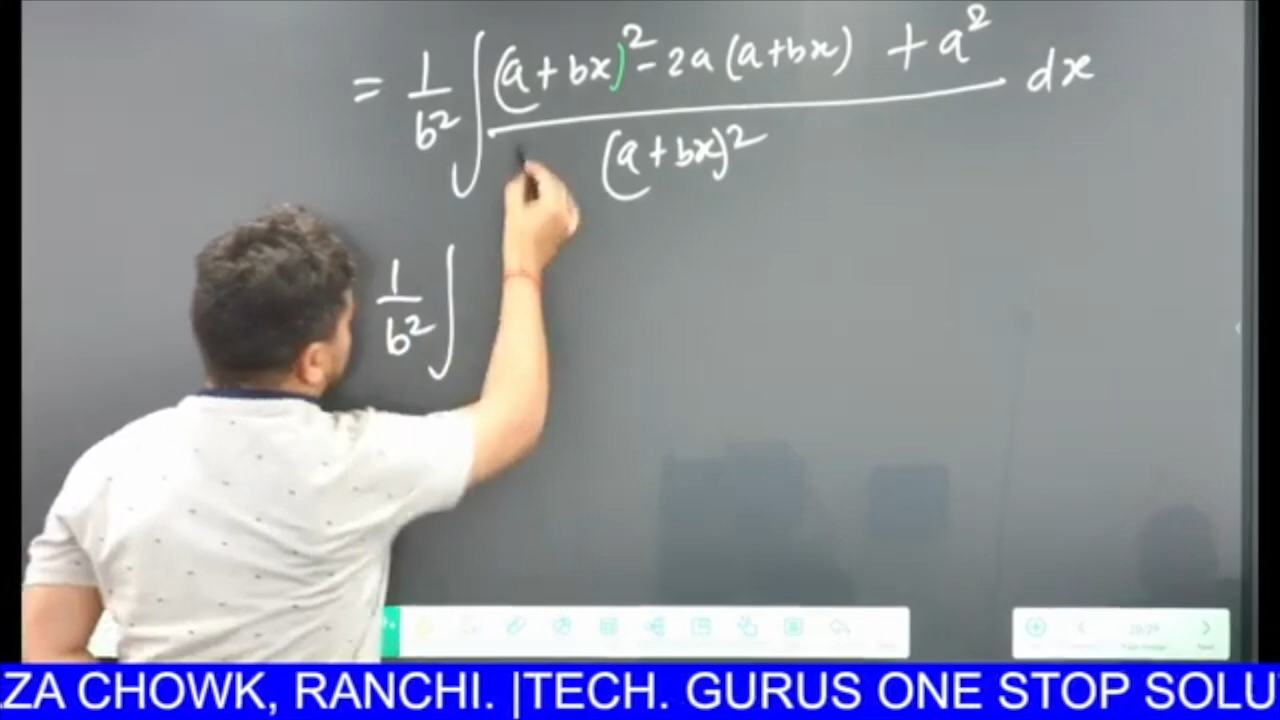 = 1/b² ∫ (a+bx)² - 2a(a+bx) + a² / (a+bx)² dx
1/b² ∫
ZA CHOWK, RANCHI. |TECH. GURUS ONE STOP SOLU